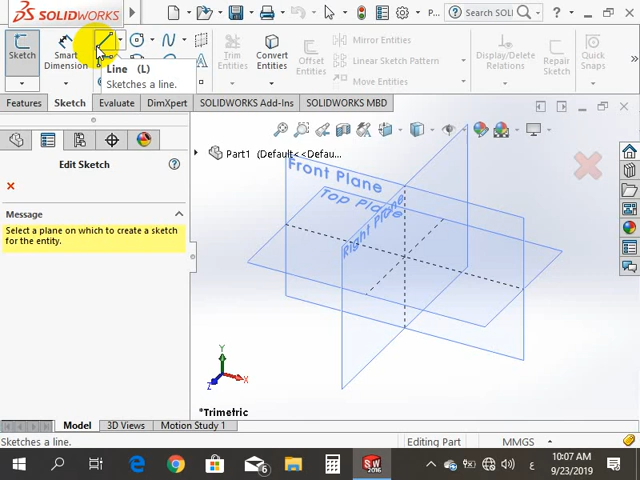 SOLIDWORKS
P...
Search SC
Sketch
Smart
Dimension
Trim
Entities
Convert
Entities
Offset
Entities
Mirror Entities
Linear Sketch Pattern
Move Entities
Display/Delete
Relations
Repair
Sketch
Quick
Snaps
Line (L)
Sketches a line.
Features
Sketch
Evaluate
DimXpert
SOLIDWORKS Add-Ins
SOLIDWORKS MBD
Edit Sketch
Part1 (Default< <Defau...
Message
Select a plane on which to create a sketch
for the entity.
Front Plane
Top Plane
Right Plane
Y
X
Z
*Trimetric
Model
3D Views
Motion Study 1
Sketches a line.
Editing Part
MMGS
6
SW
2016
ع
10:07 AM
9/23/2019